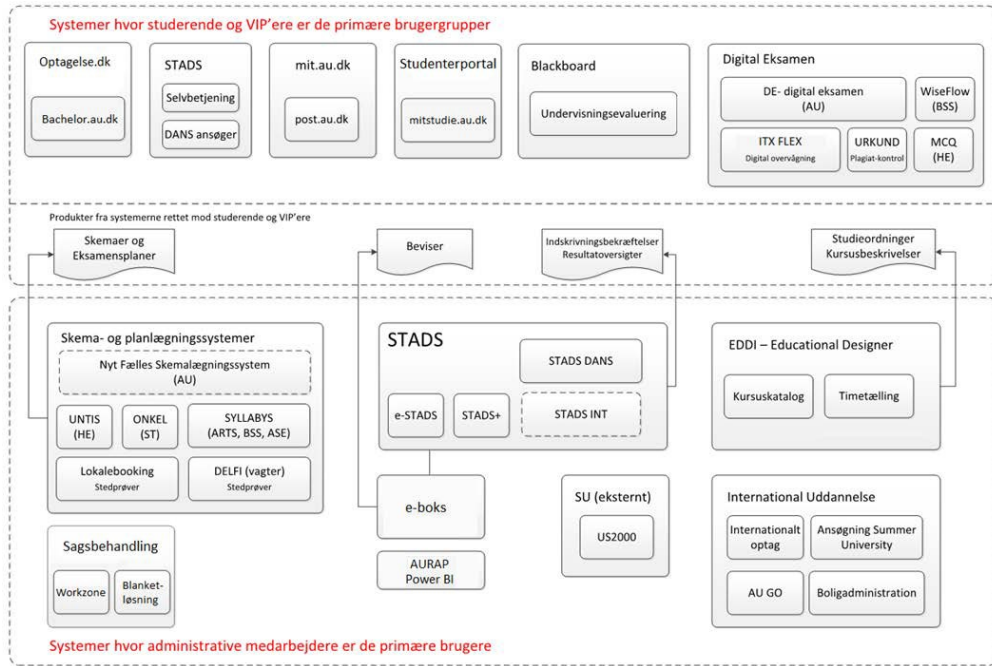 Systemer hvor studerende og VIP'ere er de primære brugergrupper
Optagelse.dk
Bachelor.au.dk
STADS
Selvbetjening
DANS ansøger
mit.au.dk
post.au.dk
Studenterportal
mitstudie.au.dk
Blackboard
Undervisningsevaluering
Digital Eksamen
DE- digital eksamen
(AU)
WiseFlow
(BSS)
ITX FLEX
Digital overvågning
URKUND
Plagiat-kontrol
MCQ
(HE)
Produkter fra systemerne rettet mod studerende og VIP'ere
Skemaer og
Eksamensplaner
Beviser
Indskrivningsbekræftelser
Resultatoversigter
Studieordninger
Kursusbeskrivelser
Skema- og planlægningssystemer
Nyt Fælles Skemalægningssystem
(AU)
UNTIS
(HE)
ONKEL
(ST)
SYLLABYS
(ARTS, BSS, ASE)
Lokalebooking
Stedprøver
DELFI (vagter)
Stedprøver
STADS
STADS DANS
e-STADS
STADS+
STADS INT
EDDI – Educational Designer
Kursuskatalog
Timetælling
e-boks
AURAP
Power BI
SU (eksternt)
US2000
International Uddannelse
Internationalt
optag
Ansøgning Summer
University
AU GO
Boligadministration
Sagsbehandling
Workzone
Blanket-
løsning
Systemer hvor administrative medarbejdere er de primære brugere